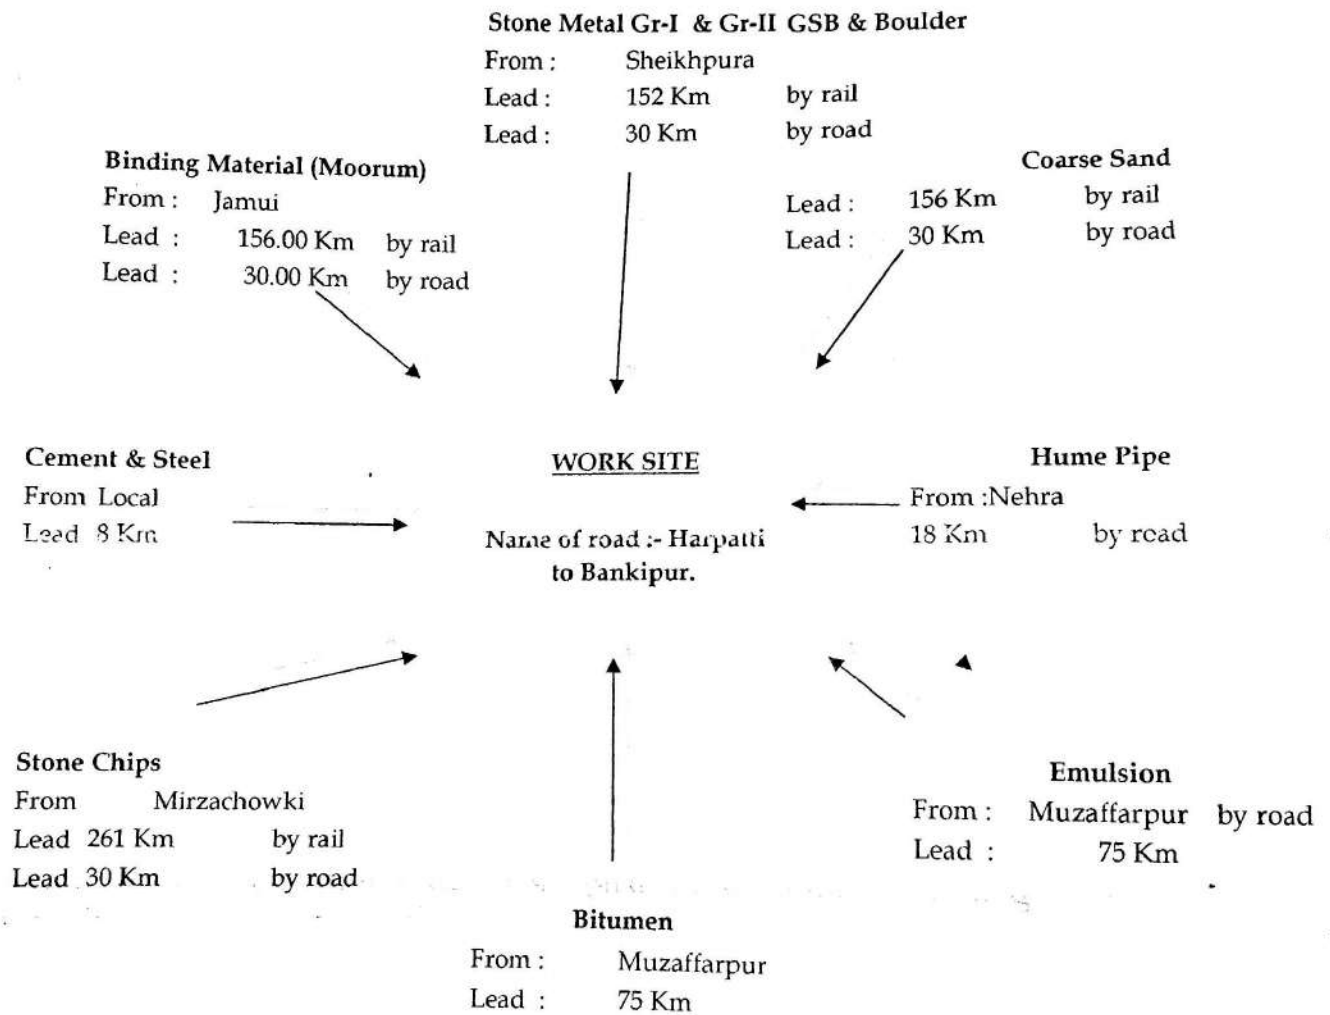 Stone Metal Gr-I & Gr-II GSB & Boulder
From : Sheikhpura
Lead : 152 Km by rail
Lead : 30 Km by road
Binding Material (Moorum)
From : Jamui
Lead : 156.00 Km by rail
Lead : 30.00 Km by road
Coarse Sand
Lead : 156 Km by rail
Lead : 30 Km by road
Cement & Steel
From Local
Lead 8 Km
WORK SITE
Name of road :- Harpatti
to Bankipur.
Hume Pipe
From :Nehra
18 Km by road
Stone Chips
From Mirzachowki
Lead 261 Km by rail
Lead 30 Km by road
Emulsion
From : Muzaffarpur by road
Lead : 75 Km
Bitumen
From : Muzaffarpur
Lead : 75 Km